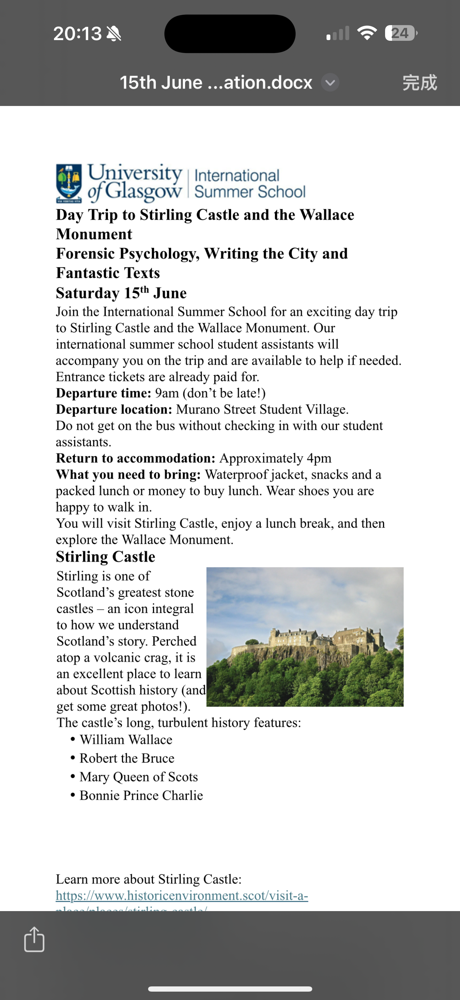 20:13
24
15th June ...ation.docx
完成
University of Glasgow
International Summer School
VIA VERITAS VITA
Day Trip to Stirling Castle and the Wallace
Monument
Forensic Psychology, Writing the City and
Fantastic Texts
Saturday 15th June
Join the International Summer School for an exciting day trip
to Stirling Castle and the Wallace Monument. Our
international summer school student assistants will
accompany you on the trip and are available to help if needed.
Entrance tickets are already paid for.
Departure time: 9am (don’t be late!)
Departure location: Murano Street Student Village.
Do not get on the bus without checking in with our student
assistants.
Return to accommodation: Approximately 4pm
What you need to bring: Waterproof jacket, snacks and a
packed lunch or money to buy lunch. Wear shoes you are
happy to walk in.
You will visit Stirling Castle, enjoy a lunch break, and then
explore the Wallace Monument.
Stirling Castle
Stirling is one of
Scotland’s greatest stone
castles – an icon integral
to how we understand
Scotland’s story. Perched
atop a volcanic crag, it is
an excellent place to learn
about Scottish history (and
get some great photos!).
The castle’s long, turbulent history features:
• William Wallace
• Robert the Bruce
• Mary Queen of Scots
• Bonnie Prince Charlie
Learn more about Stirling Castle:
https://www.historicenvironment.scot/visit-a-
place/places/stirling-castle/